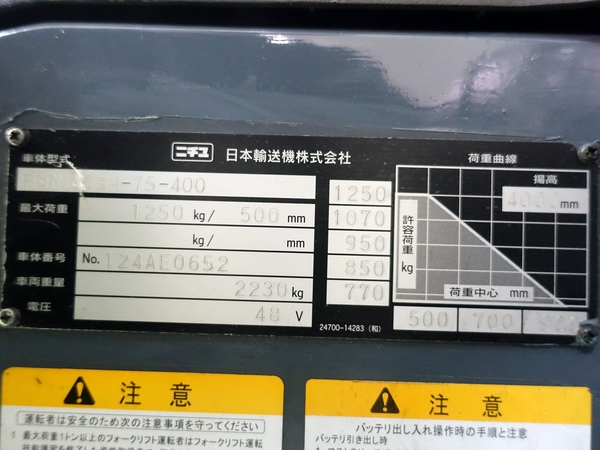 ニチユ 日本輸送機株式会社
車体型式
-75-400
最大荷重 1250 kg/ 500 mm
kg/ mm
車体番号 No. 124AE0652
車両重量 2230 kg
電圧 48 V
荷重曲線
揚高
400 mm
1250
1070
950
850
770
許容荷重 kg
荷重中心 mm
500 700
24700-14283 (和)
注意
運転者は安全のため次の注意事項を守ってください
1 最大荷重1トン以上のフォークリフト運転者はフォークリフト運転
注意
バッテリ出し入れ操作時の手順と注意
バッテリ引き出し時